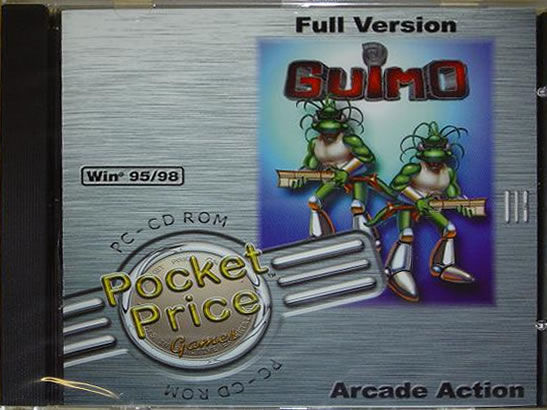 Full Version
GUIMO
Win® 95/98
PC-CD ROM
Pocket
Price
Games
PC-CD ROM
Arcade Action